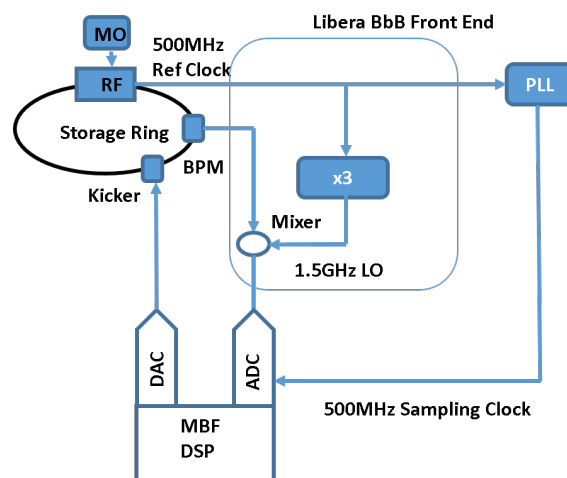 Libera BbB Front End
MO
500MHz
Ref Clock
RF
PLL
Storage Ring
BPM
x3
Kicker
Mixer
1.5GHz LO
DAC
ADC
500MHz Sampling Clock
MBF
DSP